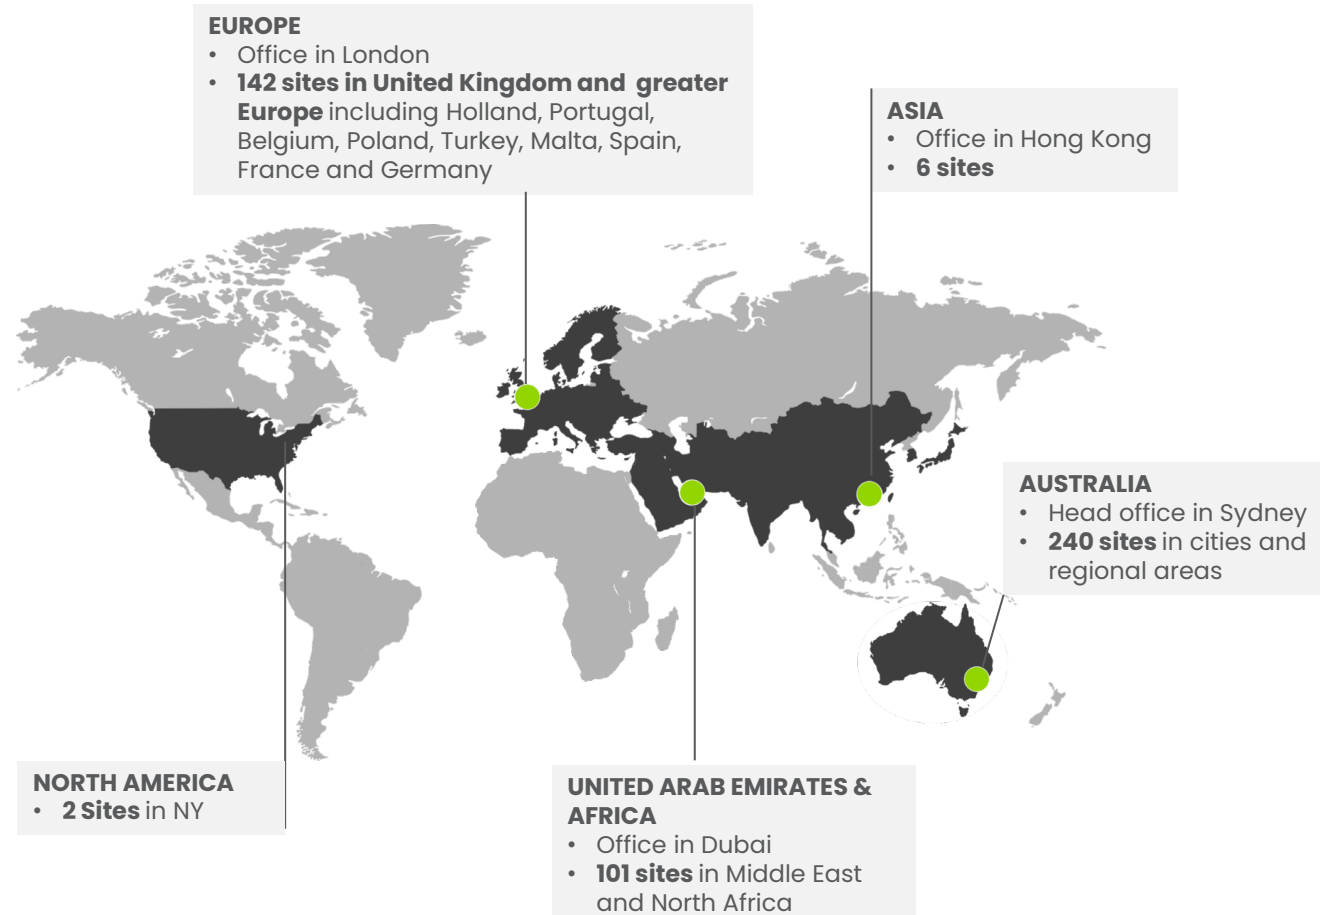 EUROPE
• Office in London
• 142 sites in United Kingdom and greater
Europe including Holland, Portugal,
Belgium, Poland, Turkey, Malta, Spain,
France and Germany
ASIA
• Office in Hong Kong
• 6 sites
AUSTRALIA
• Head office in Sydney
• 240 sites in cities and
regional areas
NORTH AMERICA
• 2 Sites in NY
UNITED ARAB EMIRATES &
AFRICA
• Office in Dubai
• 101 sites in Middle East
and North Africa